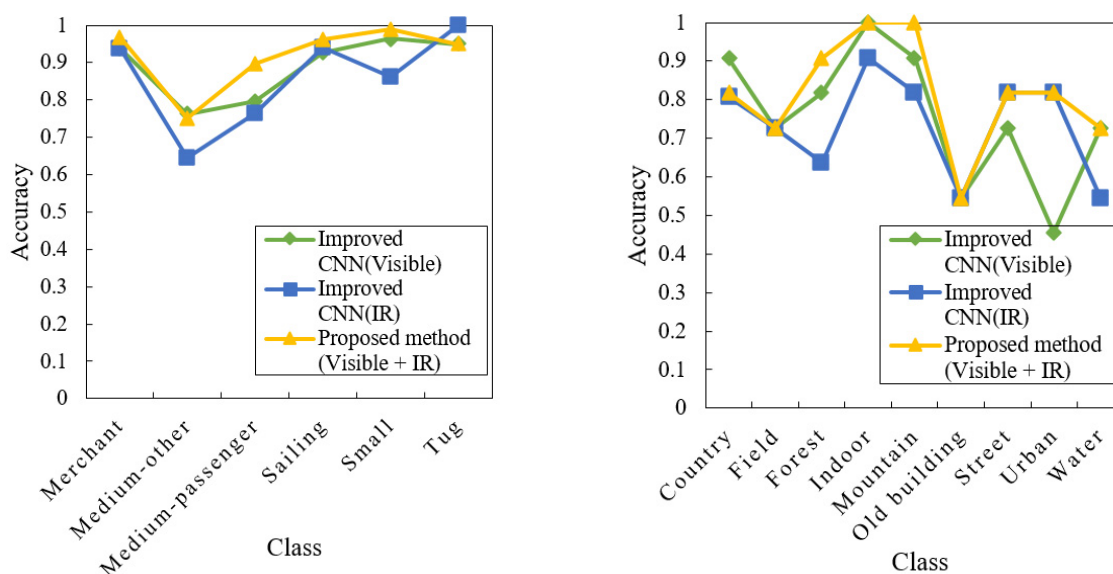 1
0.9
0.8
0.7
0.6
0.5
0.4
0.3
0.2
0.1
0
Accuracy
Improved
CNN(Visible)
Improved
CNN(IR)
Proposed method
(Visible + IR)
Merchant
Medium-other
Medium-passenger
Sailing
Small
Tug
Class
1
0.9
0.8
0.7
0.6
0.5
0.4
0.3
0.2
0.1
0
Accuracy
Improved
CNN(Visible)
Improved
CNN(IR)
Proposed method
(Visible + IR)
Country
Field
Forest
Indoor
Mountain
Old building
Street
Urban
Water
Class